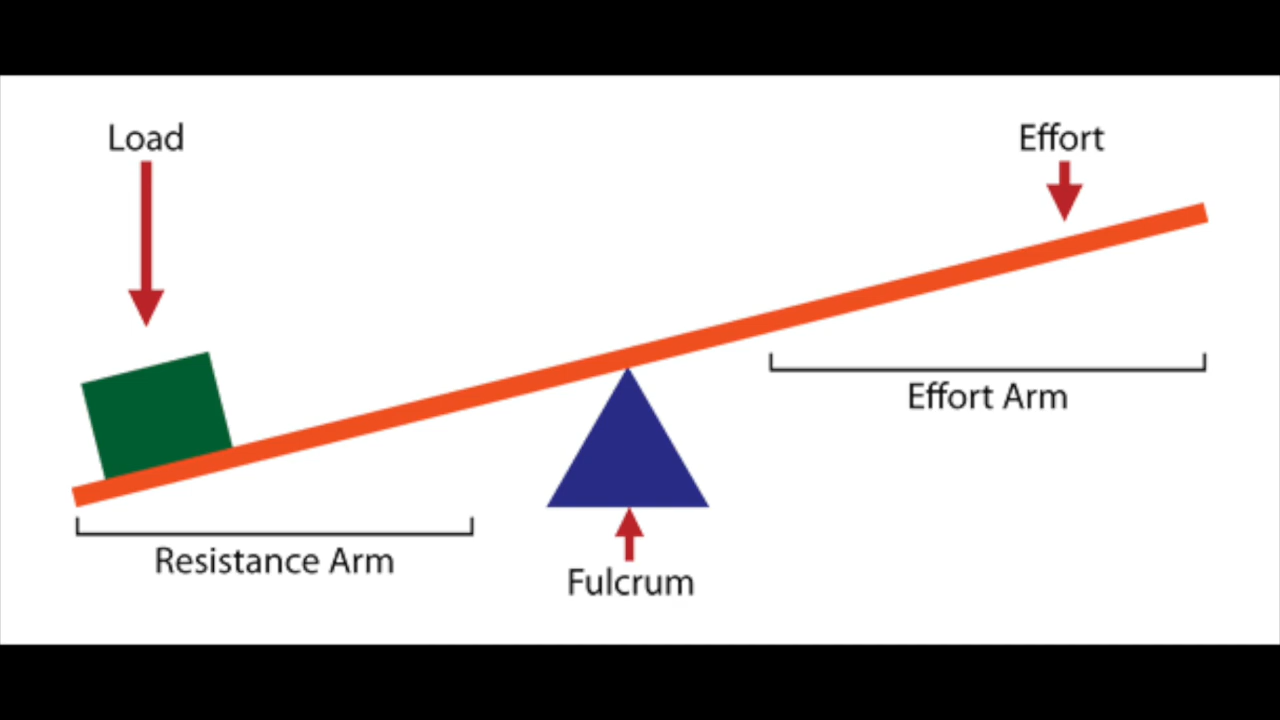 Load
Effort
Effort Arm
Resistance Arm
Fulcrum